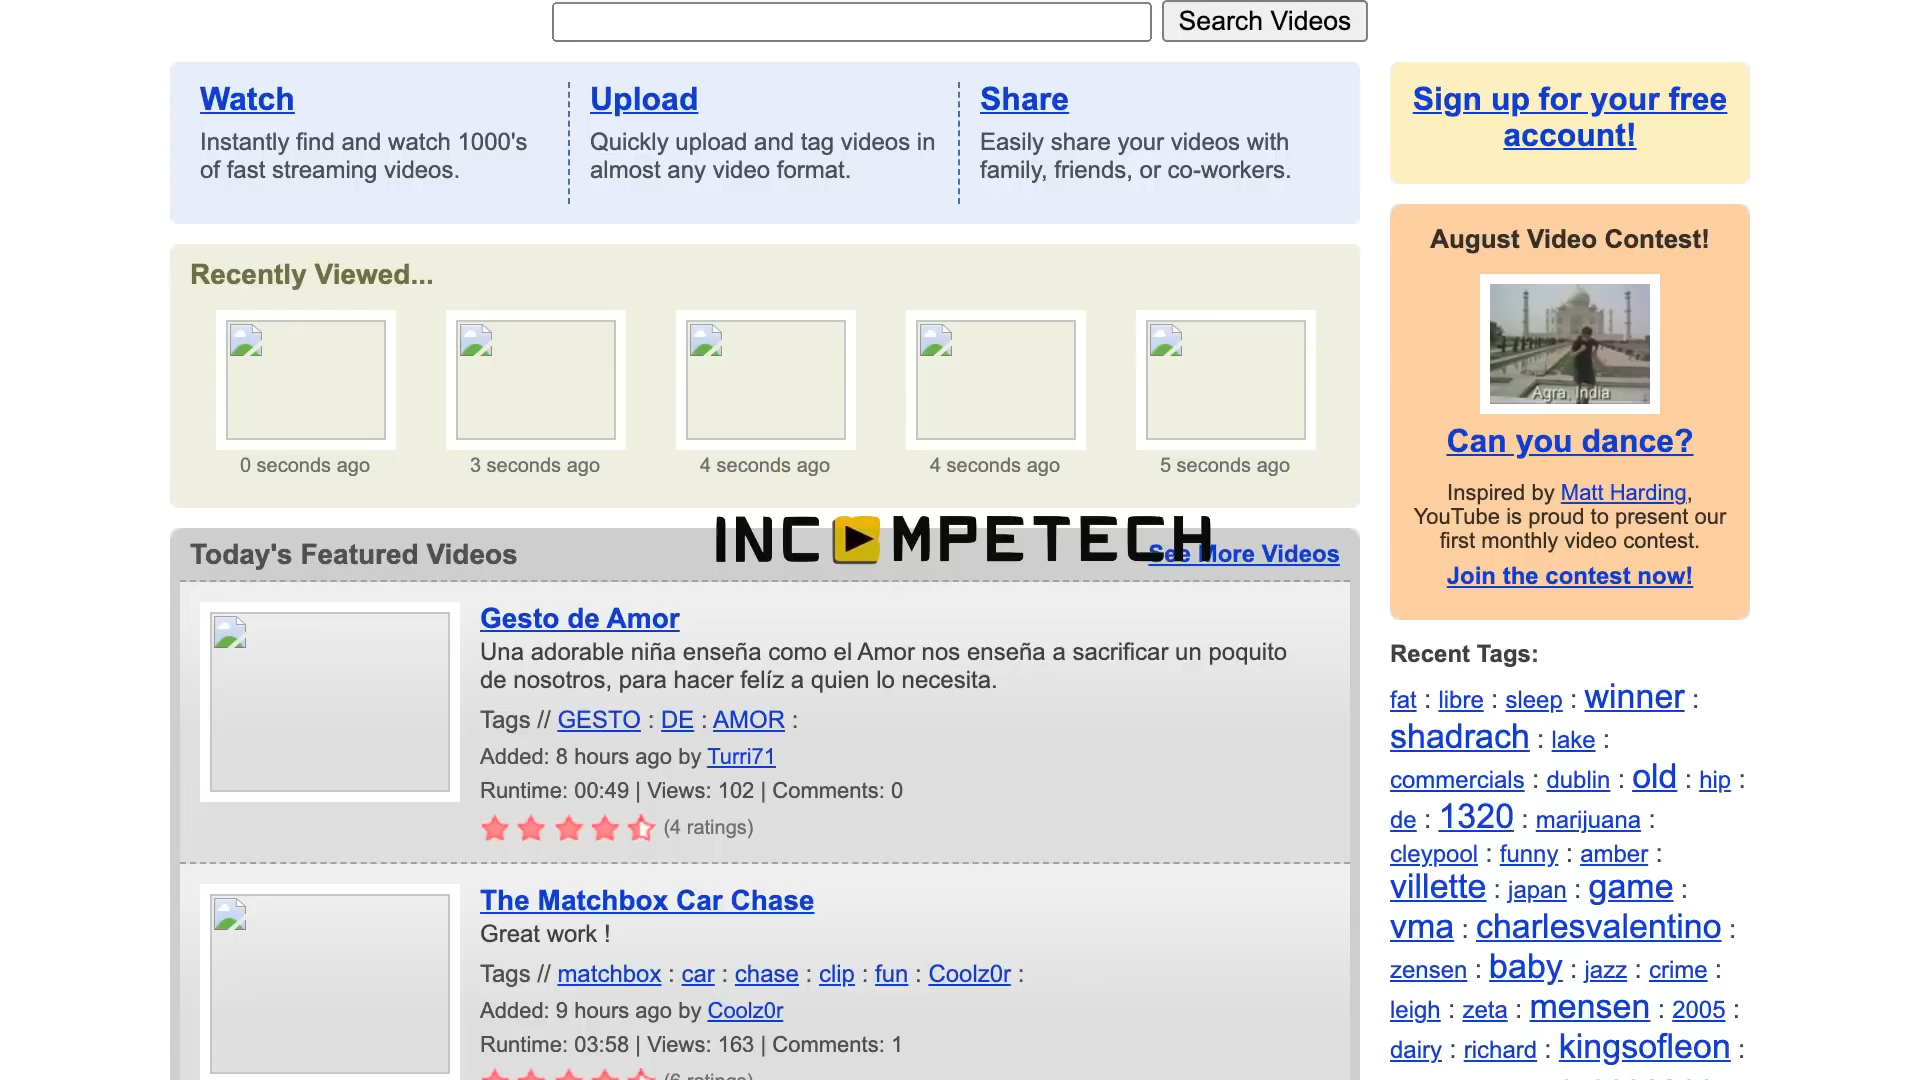 Search Videos
Watch
Instantly find and watch 1000's
of fast streaming videos.
Upload
Quickly upload and tag videos in
almost any video format.
Share
Easily share your videos with
family, friends, or co-workers.
Sign up for your free
account!
Recently Viewed...
0 seconds ago
3 seconds ago
4 seconds ago
4 seconds ago
5 seconds ago
August Video Contest!
Agra, India
Can you dance?
Inspired by Matt Harding,
YouTube is proud to present our
first monthly video contest.
Join the contest now!
INCOMPETECH
Today's Featured Videos
See More Videos
Gesto de Amor
Una adorable niña enseña como el Amor nos enseña a sacrificar un poquito
de nosotros, para hacer felíz a quien lo necesita.
Tags // GESTO : DE : AMOR :
Added: 8 hours ago by Turri71
Runtime: 00:49 | Views: 102 | Comments: 0
(4 ratings)
The Matchbox Car Chase
Great work !
Tags // matchbox : car : chase : clip : fun : Coolz0r :
Added: 9 hours ago by Coolz0r
Runtime: 03:58 | Views: 163 | Comments: 1
(6 ratings)
Recent Tags:
fat : libre : sleep : winner :
shadrach : lake :
commercials : dublin : old : hip :
de : 1320 : marijuana :
cleypool : funny : amber :
villette : japan : game :
vma : charlesvalentino :
zensen : baby : jazz : crime :
leigh : zeta : mensen : 2005 :
dairy : richard : kingsofleon :